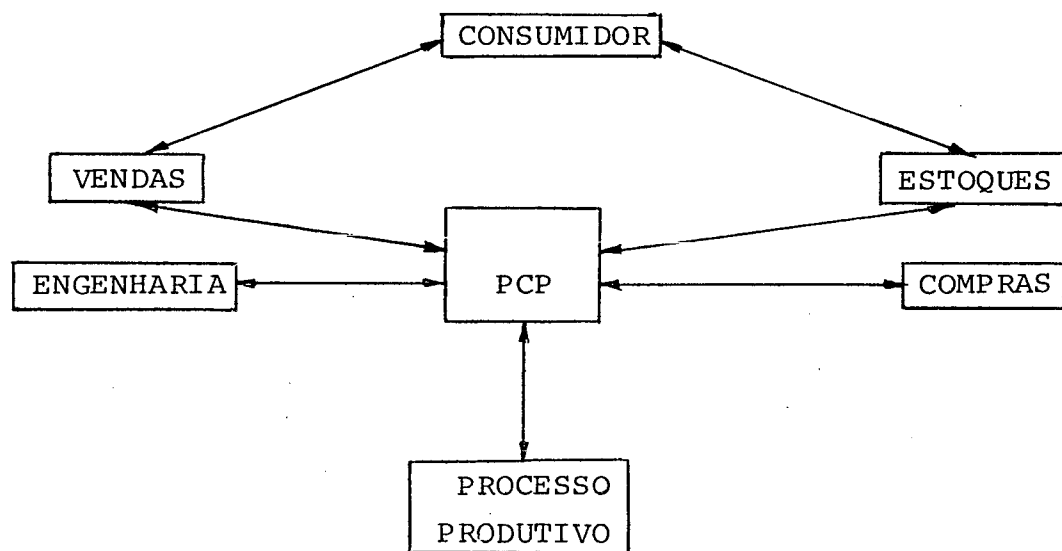 CONSUMIDOR
VENDAS
ESTOQUES
ENGENHARIA
PCP
COMPRAS
PROCESSO
PRODUTIVO